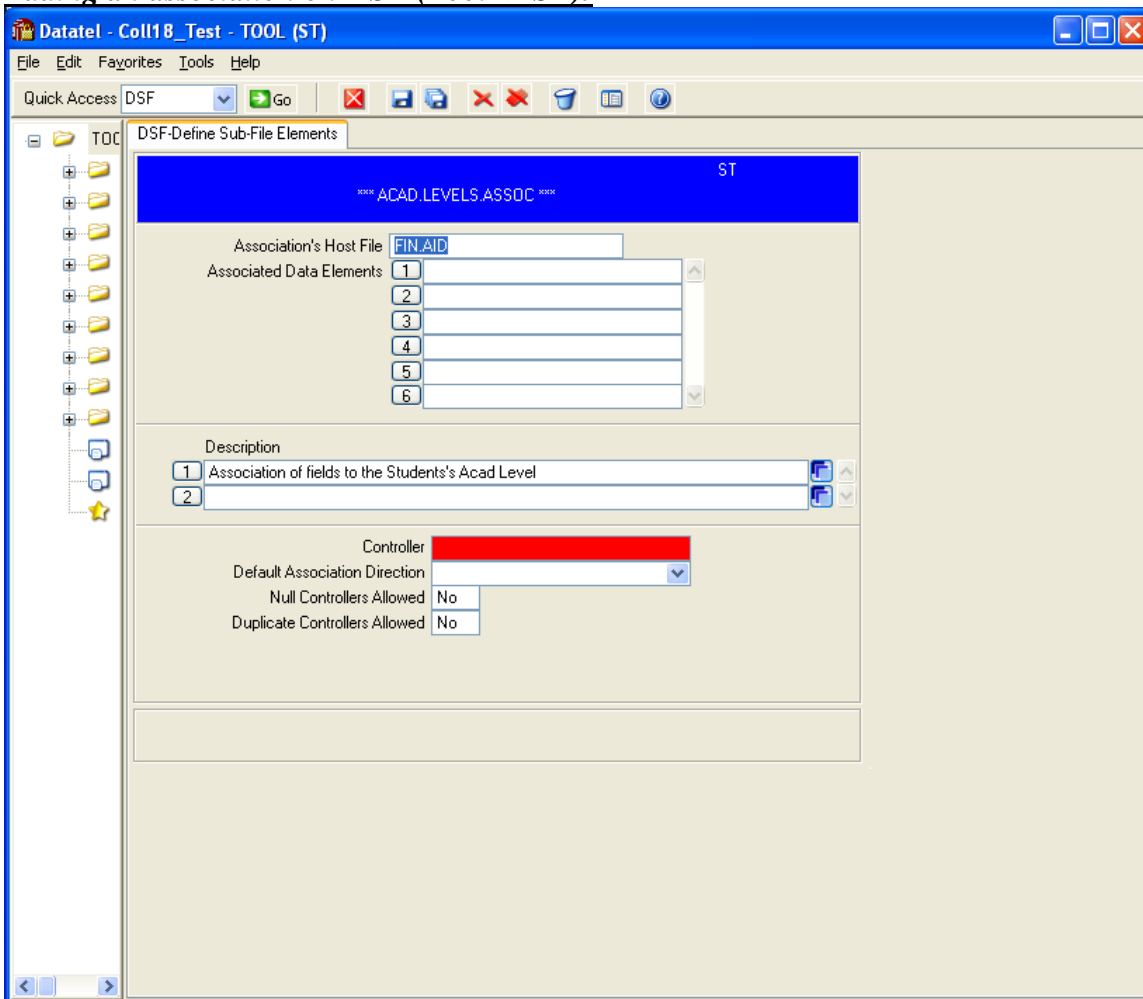 Datatel - Coll18_Test - TOOL (ST)
File Edit Favorites Tools Help
Quick Access DSF Go
TOC DSF-Define Sub-File Elements
ST
*** ACAD.LEVELS.ASSOC ***
Association's Host File FIN.AID
Associated Data Elements 1
2
3
4
5
6
Description
1 Association of fields to the Students's Acad Level
2
Controller
Default Association Direction
Null Controllers Allowed No
Duplicate Controllers Allowed No